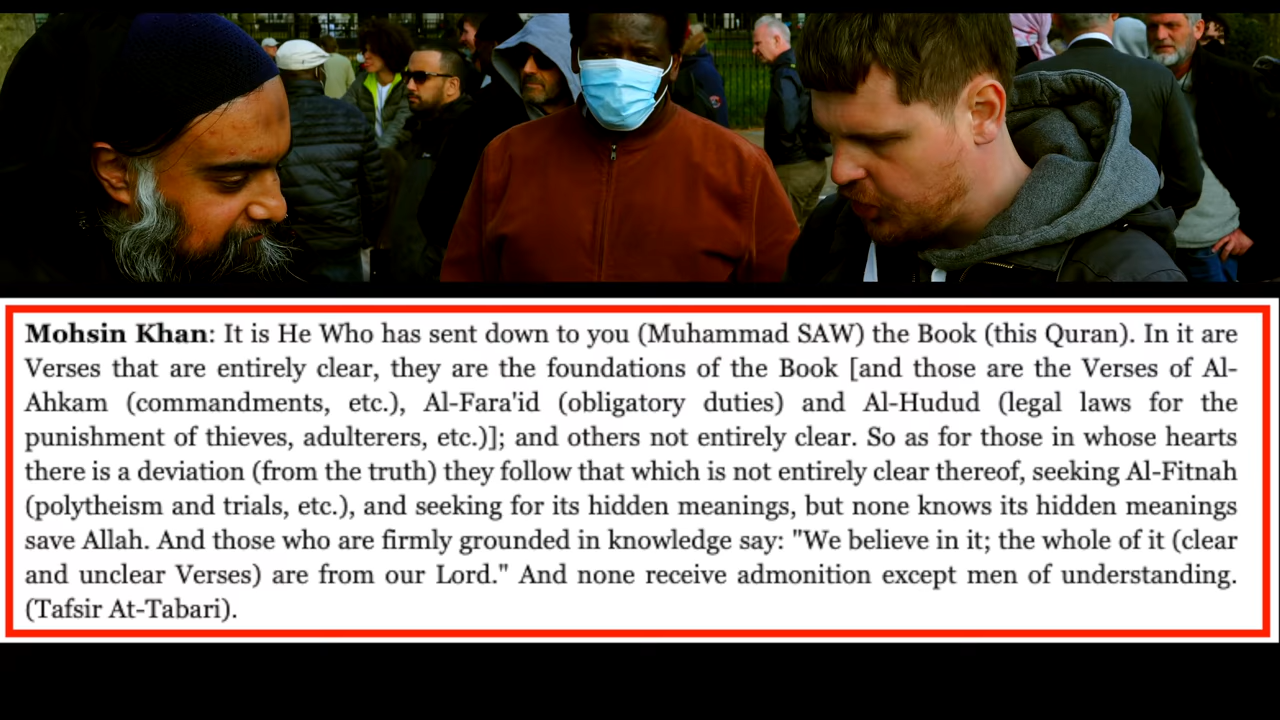 Mohsin Khan: It is He Who has sent down to you (Muhammad SAW) the Book (this Quran). In it are
Verses that are entirely clear, they are the foundations of the Book [and those are the Verses of Al-
Ahkam (commandments, etc.), Al-Fara'id (obligatory duties) and Al-Hudud (legal laws for the
punishment of thieves, adulterers, etc.)]; and others not entirely clear. So as for those in whose hearts
there is a deviation (from the truth) they follow that which is not entirely clear thereof, seeking Al-Fitnah
(polytheism and trials, etc.), and seeking for its hidden meanings, but none knows its hidden meanings
save Allah. And those who are firmly grounded in knowledge say: "We believe in it; the whole of it (clear
and unclear Verses) are from our Lord." And none receive admonition except men of understanding.
(Tafsir At-Tabari).